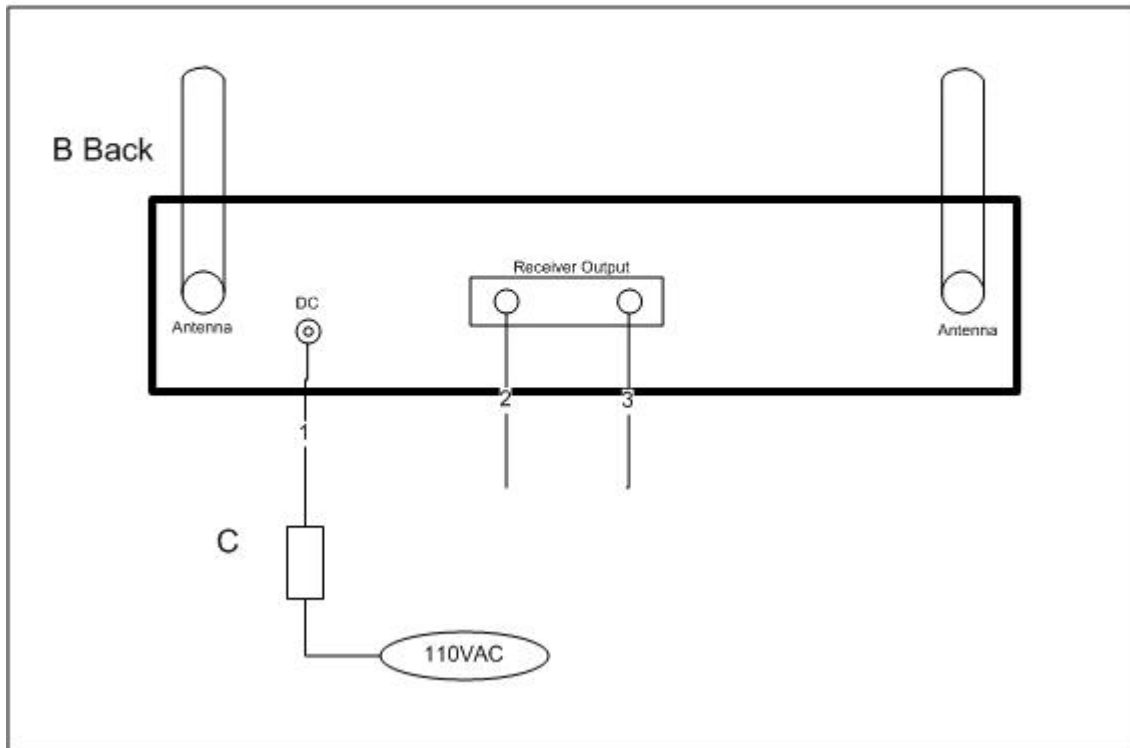 B Back
Receiver Output
DC
Antenna
Antenna
2
3
1
C
110VAC